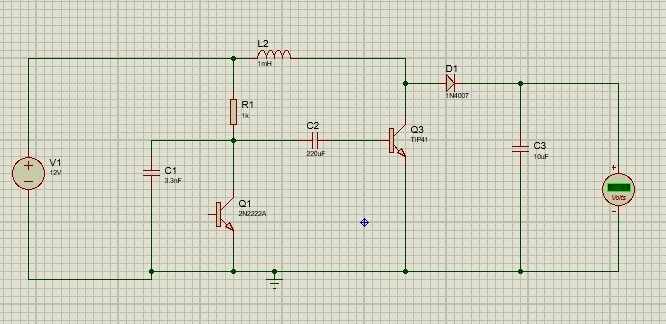 L2
1mH
D1
1N4007
R1
1k
C2
220uF
Q3
TIP41
V1
12V
C1
3.3nF
C3
10uF
Q1
2N2222A
+
Volts
-